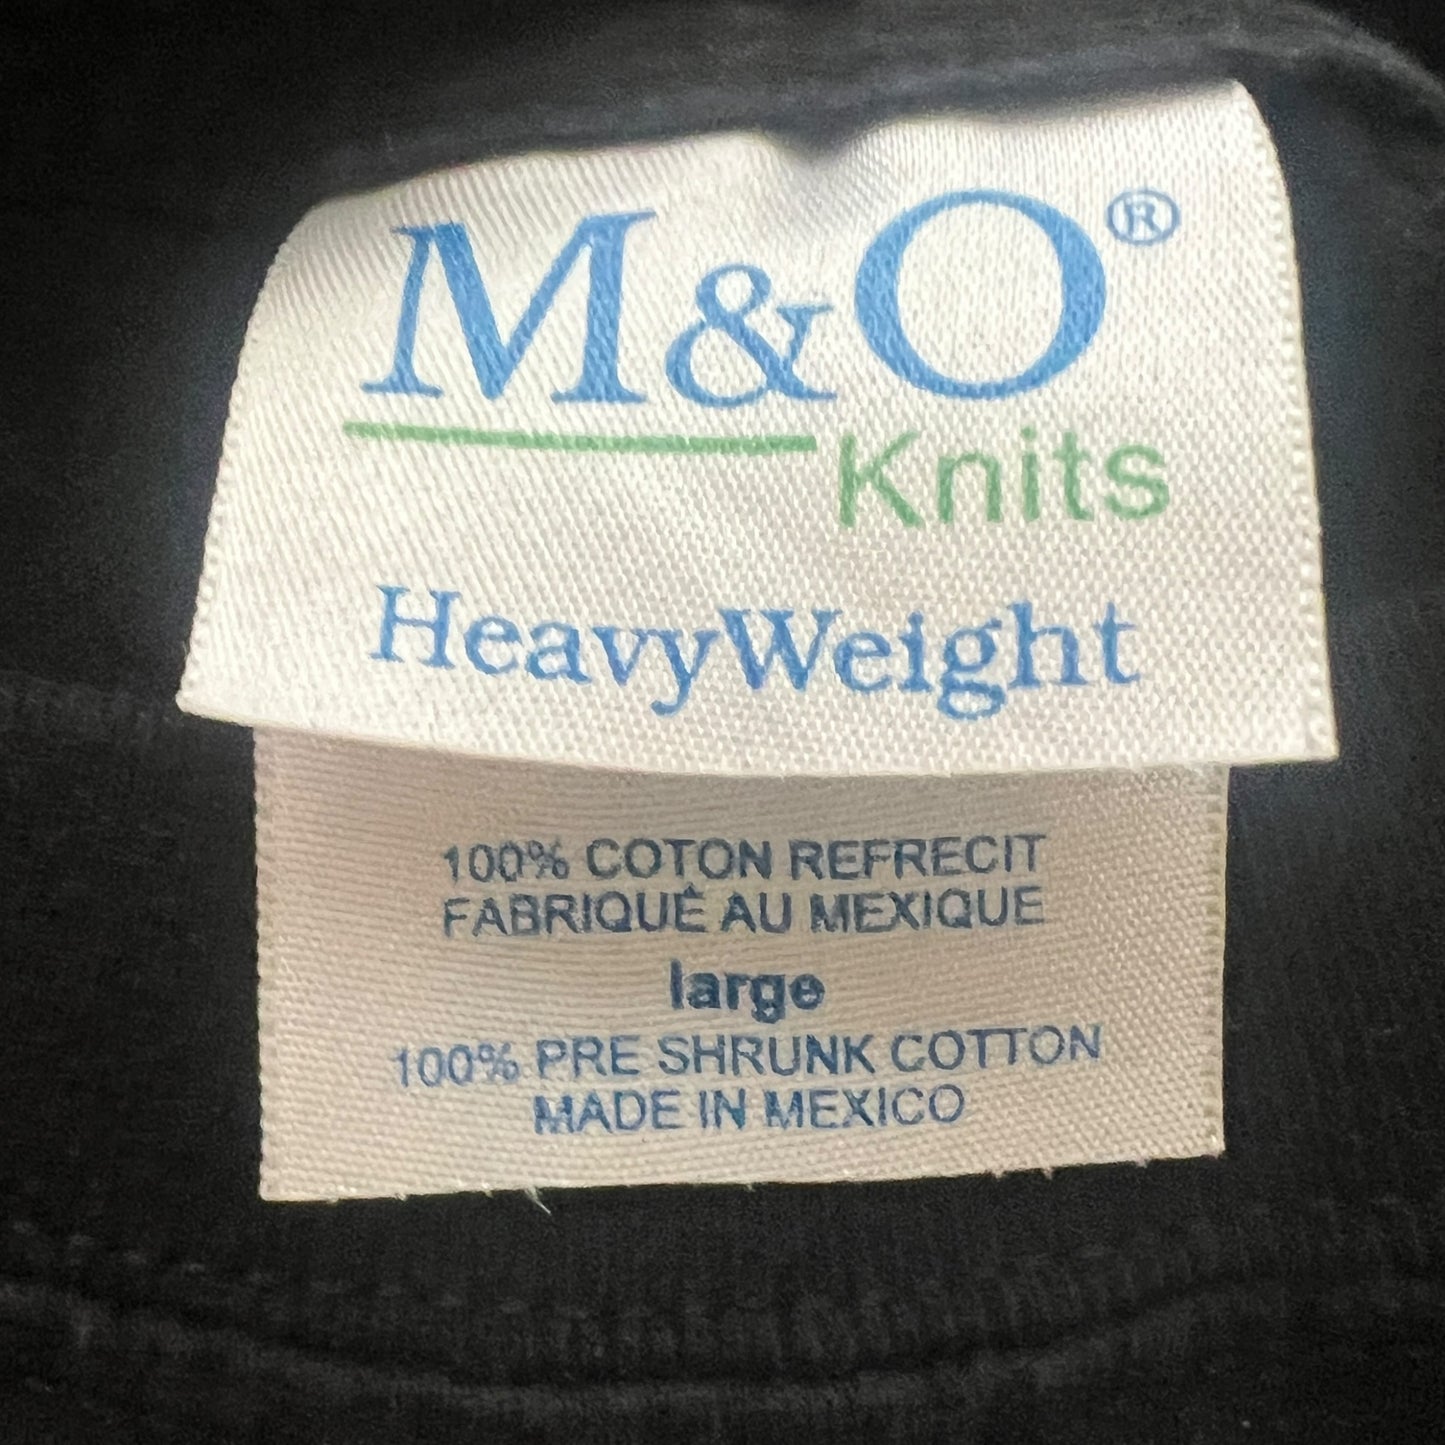 M&O®
Knits
HeavyWeight
100% COTON REFRECIT
FABRIQUÉ AU MEXIQUE
large
100% PRE SHRUNK COTTON
MADE IN MEXICO